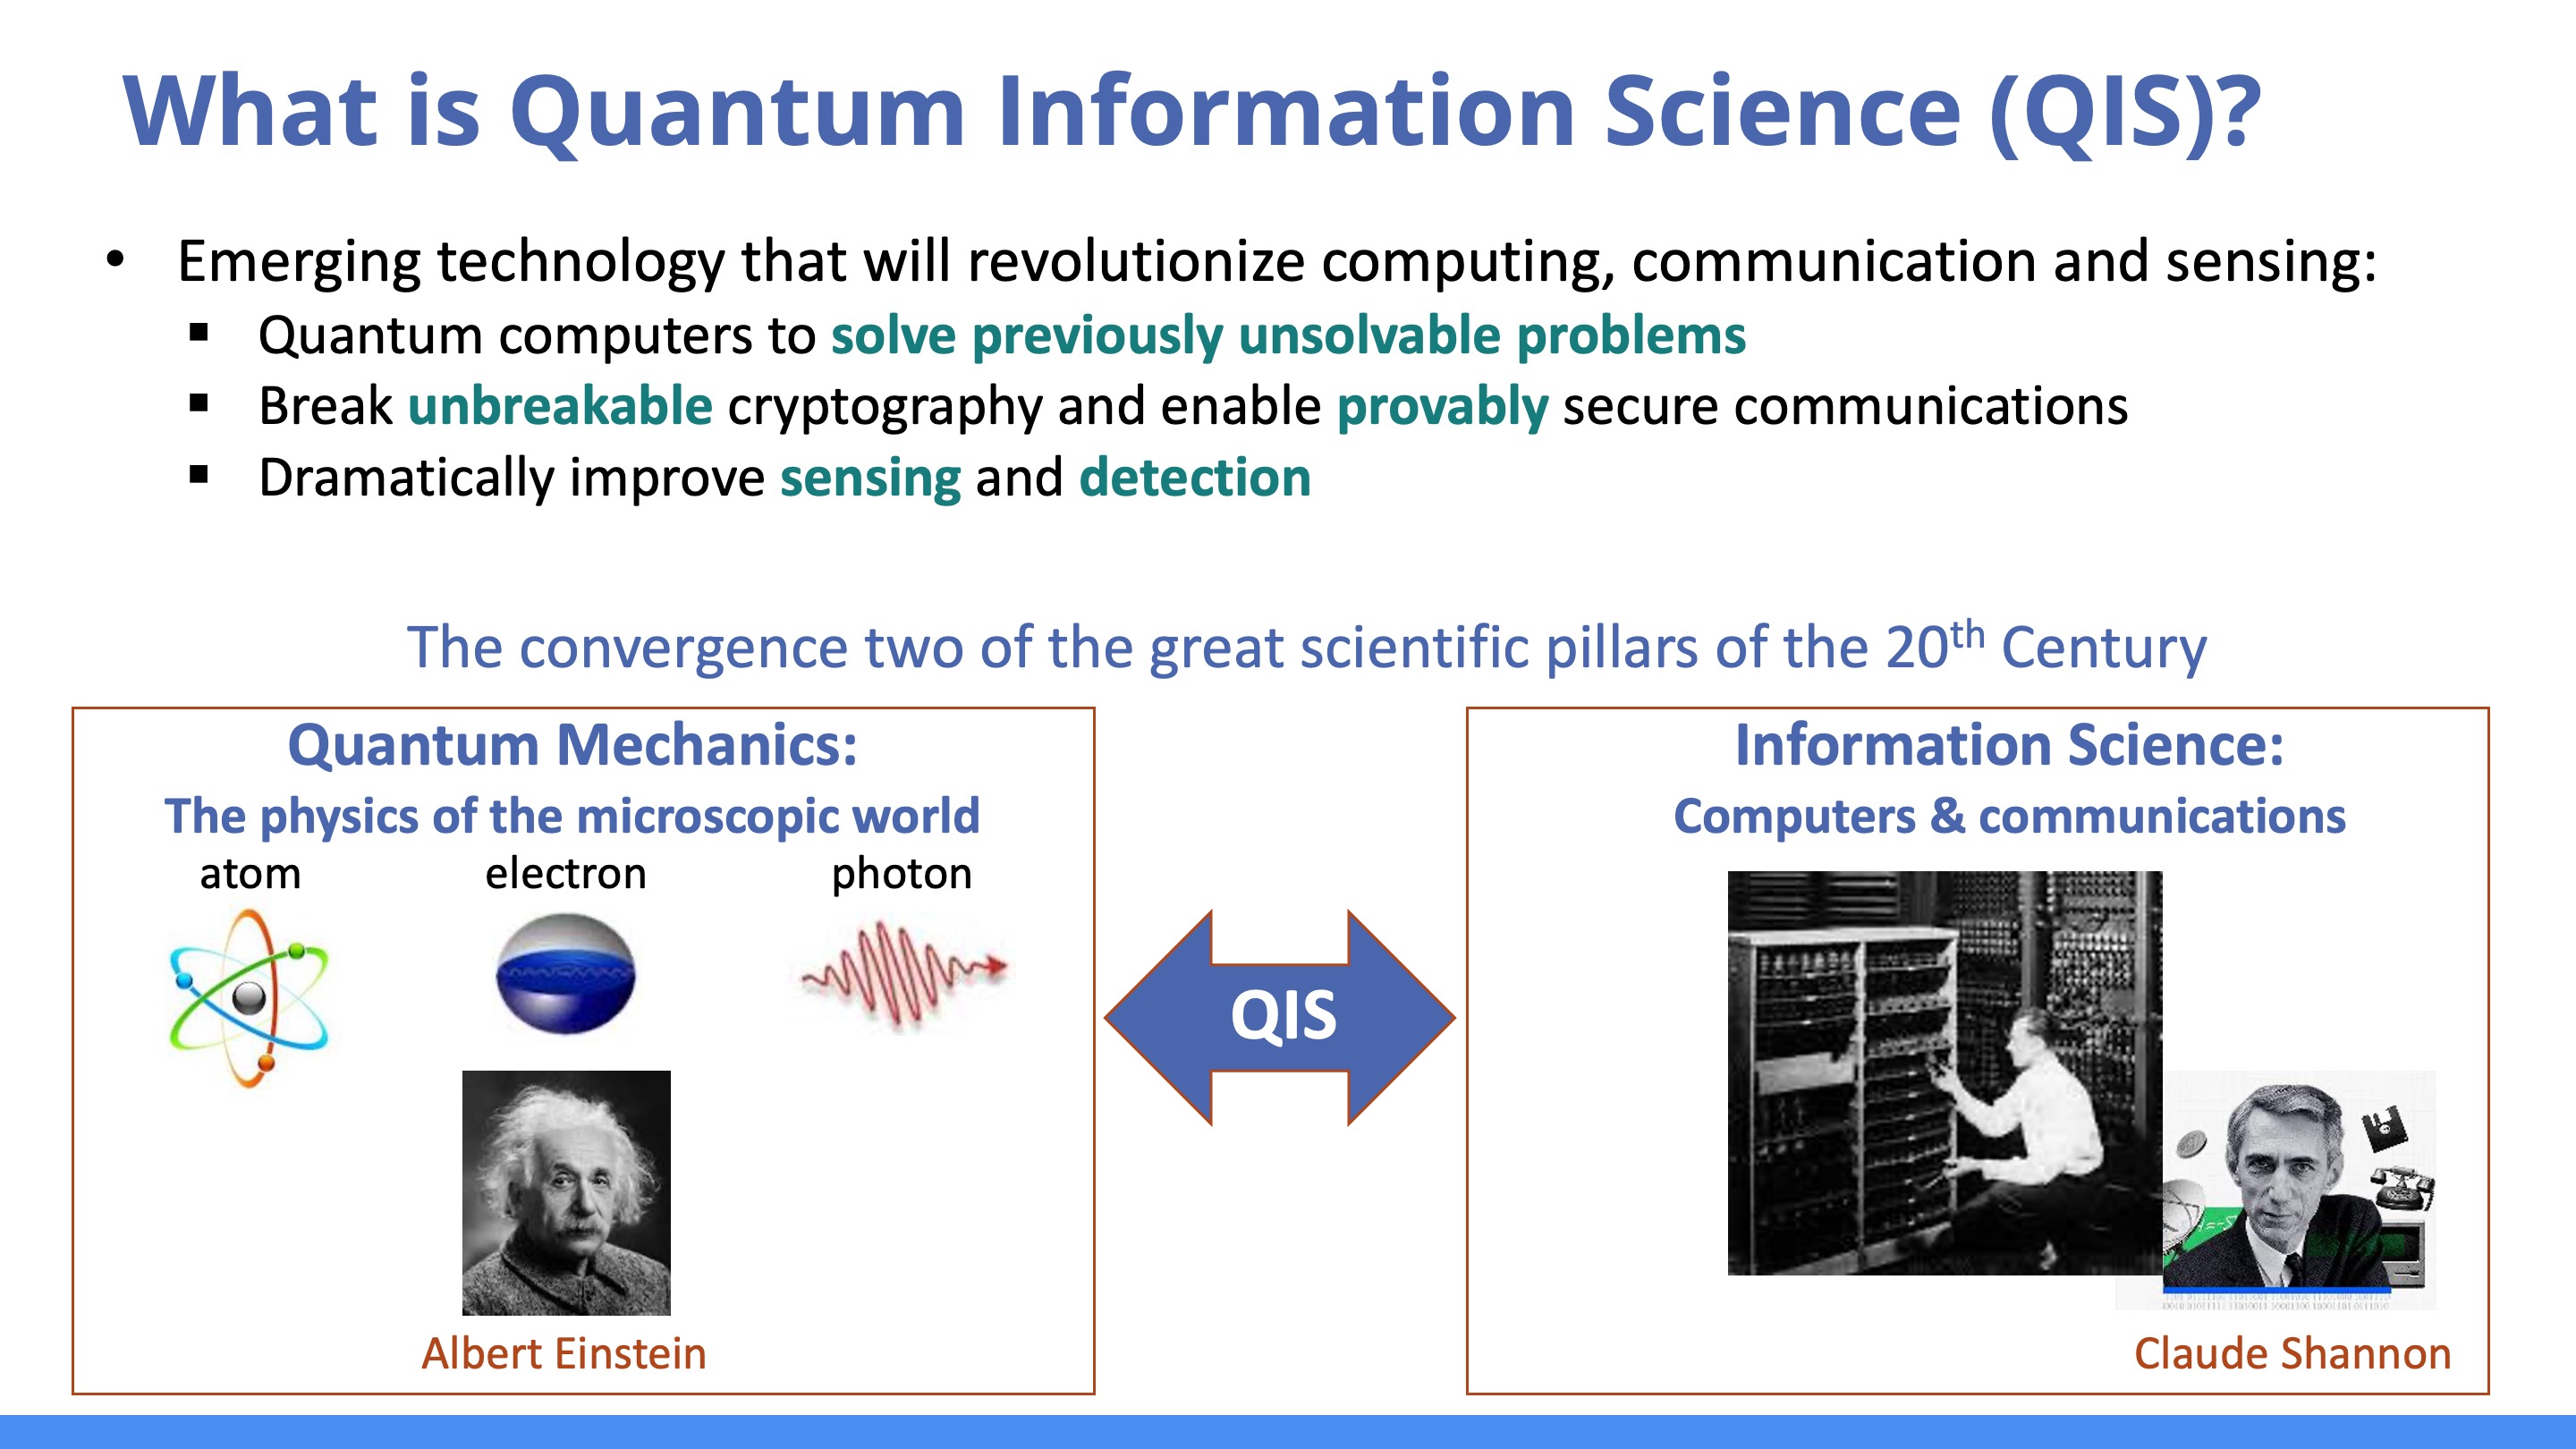 What is Quantum Information Science (QIS)?
• Emerging technology that will revolutionize computing, communication and sensing:
▪ Quantum computers to solve previously unsolvable problems
▪ Break unbreakable cryptography and enable provably secure communications
▪ Dramatically improve sensing and detection
The convergence two of the great scientific pillars of the 20th Century
Quantum Mechanics:
The physics of the microscopic world
atom electron photon
Albert Einstein
QIS
Information Science:
Computers & communications
Claude Shannon